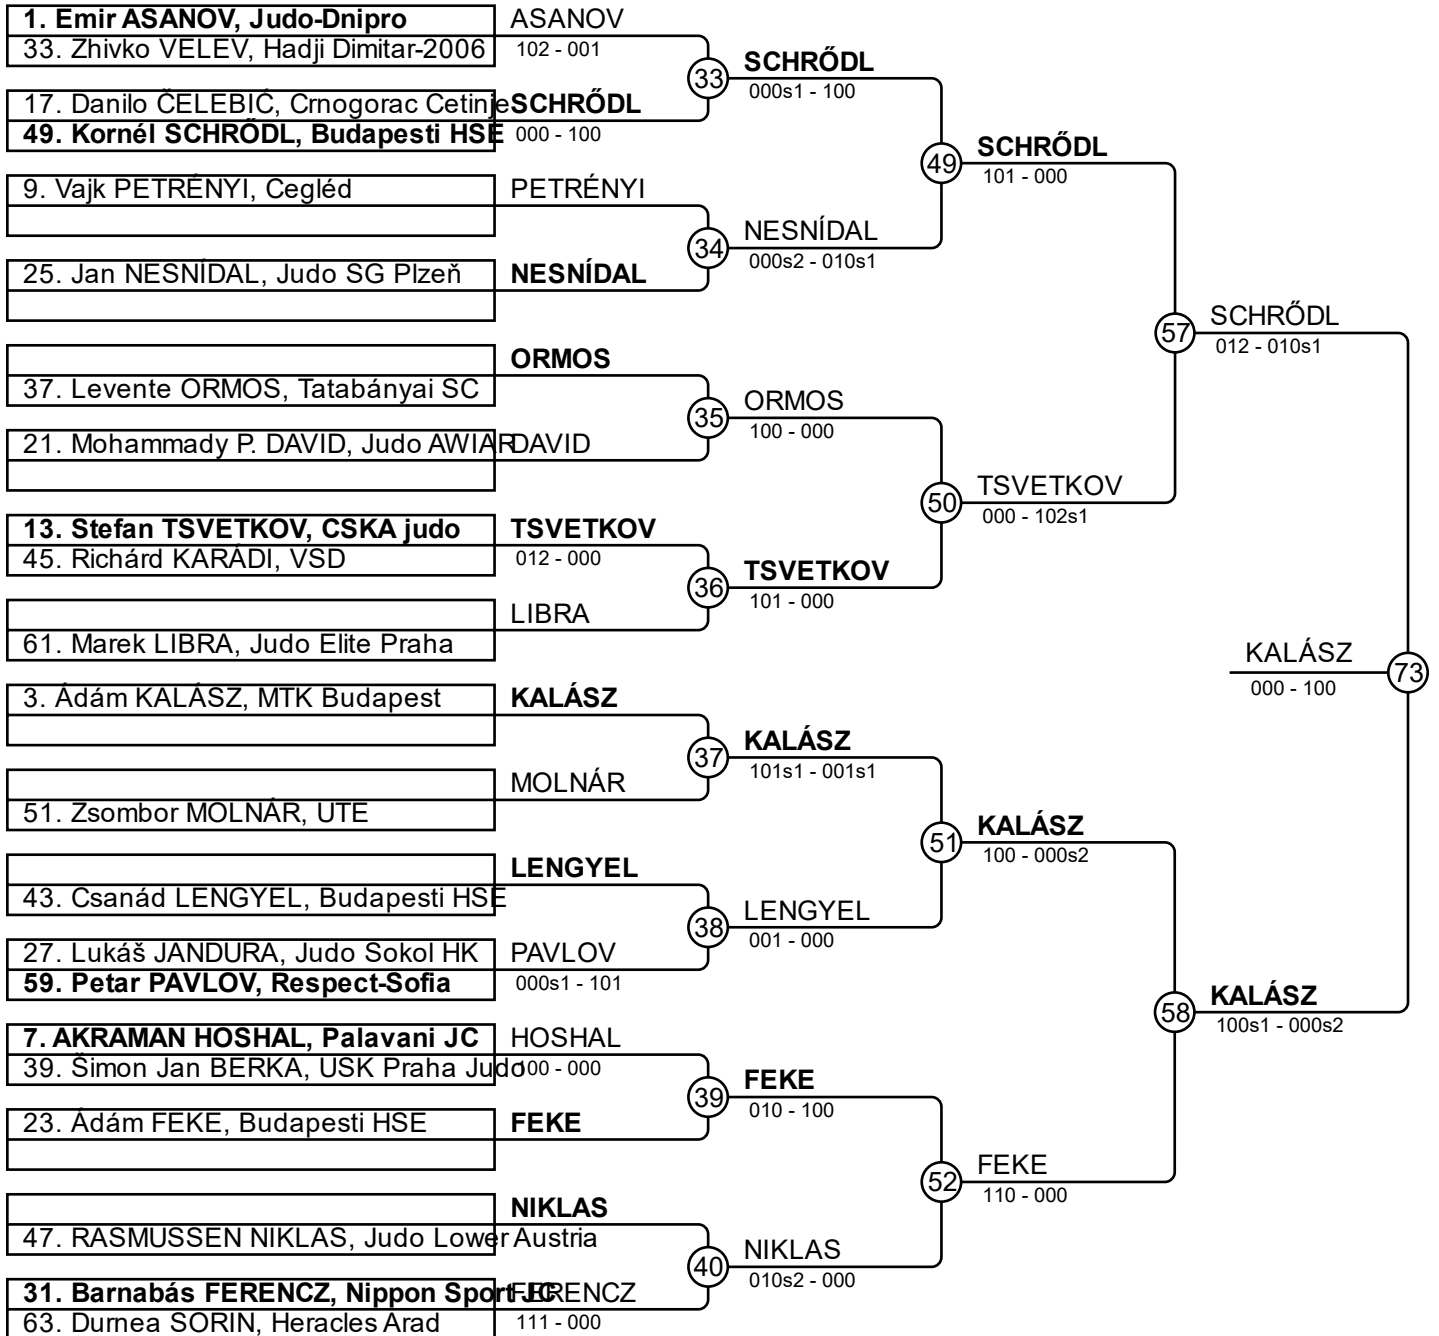 1. Emir ASANOV, Judo-Dnipro
33. Zhivko VELEV, Hadji Dimitar-2006
ASANOV
102 - 001
17. Danilo ČELEBIĆ, Crnogorac Cetinje
49. Kornél SCHRŐDL, Budapesti HSE
SCHRŐDL
000 - 100
33
SCHRŐDL
000s1 - 100
9. Vajk PETRÉNYI, Cegléd
PETRÉNYI
25. Jan NESNÍDAL, Judo SG Plzeň
NESNÍDAL
34
NESNÍDAL
000s2 - 010s1
49
SCHRŐDL
101 - 000
37. Levente ORMOS, Tatabányai SC
ORMOS
21. Mohammady P. DAVID, Judo AWIAR
DAVID
35
ORMOS
100 - 000
13. Stefan TSVETKOV, CSKA judo
45. Richárd KARÁDI, VSD
TSVETKOV
012 - 000
61. Marek LIBRA, Judo Elite Praha
LIBRA
36
TSVETKOV
101 - 000
50
TSVETKOV
000 - 102s1
57
SCHRŐDL
012 - 010s1
3. Ádám KALÁSZ, MTK Budapest
KALÁSZ
51. Zsombor MOLNÁR, UTE
MOLNÁR
37
KALÁSZ
101s1 - 001s1
43. Csanád LENGYEL, Budapesti HSE
LENGYEL
27. Lukáš JANDURA, Judo Sokol HK
59. Petar PAVLOV, Respect-Sofia
PAVLOV
000s1 - 101
38
LENGYEL
001 - 000
51
KALÁSZ
100 - 000s2
7. AKRAMAN HOSHAL, Palavani JC
39. Šimon Jan BERKA, USK Praha Judo
HOSHAL
100 - 000
23. Ádám FEKE, Budapesti HSE
FEKE
39
FEKE
010 - 100
47. RASMUSSEN NIKLAS, Judo Lower Austria
NIKLAS
31. Barnabás FERENCZ, Nippon Sport JC
63. Durnea SORIN, Heracles Arad
FERENCZ
111 - 000
40
NIKLAS
010s2 - 000
52
FEKE
110 - 000
58
KALÁSZ
100s1 - 000s2
73
KALÁSZ
000 - 100